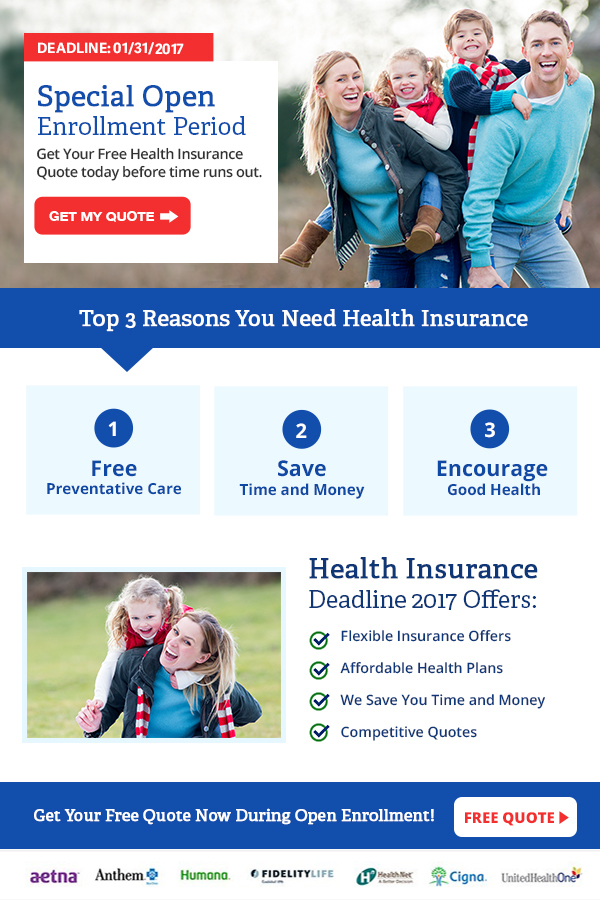 DEADLINE: 01/31/2017
Special Open
Enrollment Period
Get Your Free Health Insurance
Quote today before time runs out.
GET MY QUOTE
Top 3 Reasons You Need Health Insurance
1
Free
Preventative Care
2
Save
Time and Money
3
Encourage
Good Health
Health Insurance
Deadline 2017 Offers:
Flexible Insurance Offers
Affordable Health Plans
We Save You Time and Money
Competitive Quotes
Get Your Free Quote Now During Open Enrollment!
FREE QUOTE
aetna
Anthem
Humana
FIDELITYLIFE
Health Net
A Better Decision
Cigna
UnitedHealthOne